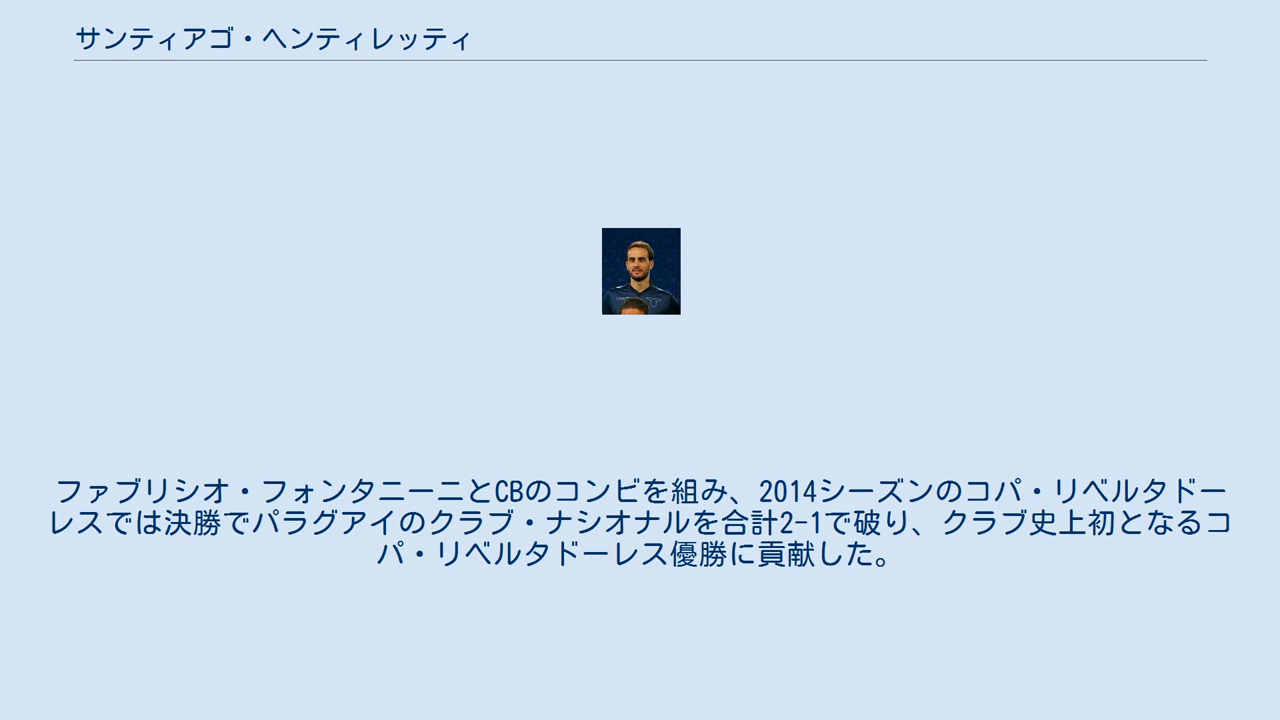 サンティアゴ・ヘンティレッティ
ファブリシオ・フォンタニーニとCBのコンビを組み、2014シーズンのコパ・リベルタドー
レスでは決勝でパラグアイのクラブ・ナシオナルを合計2-1で破り、クラブ史上初となるコ
パ・リベルタドーレス優勝に貢献した。